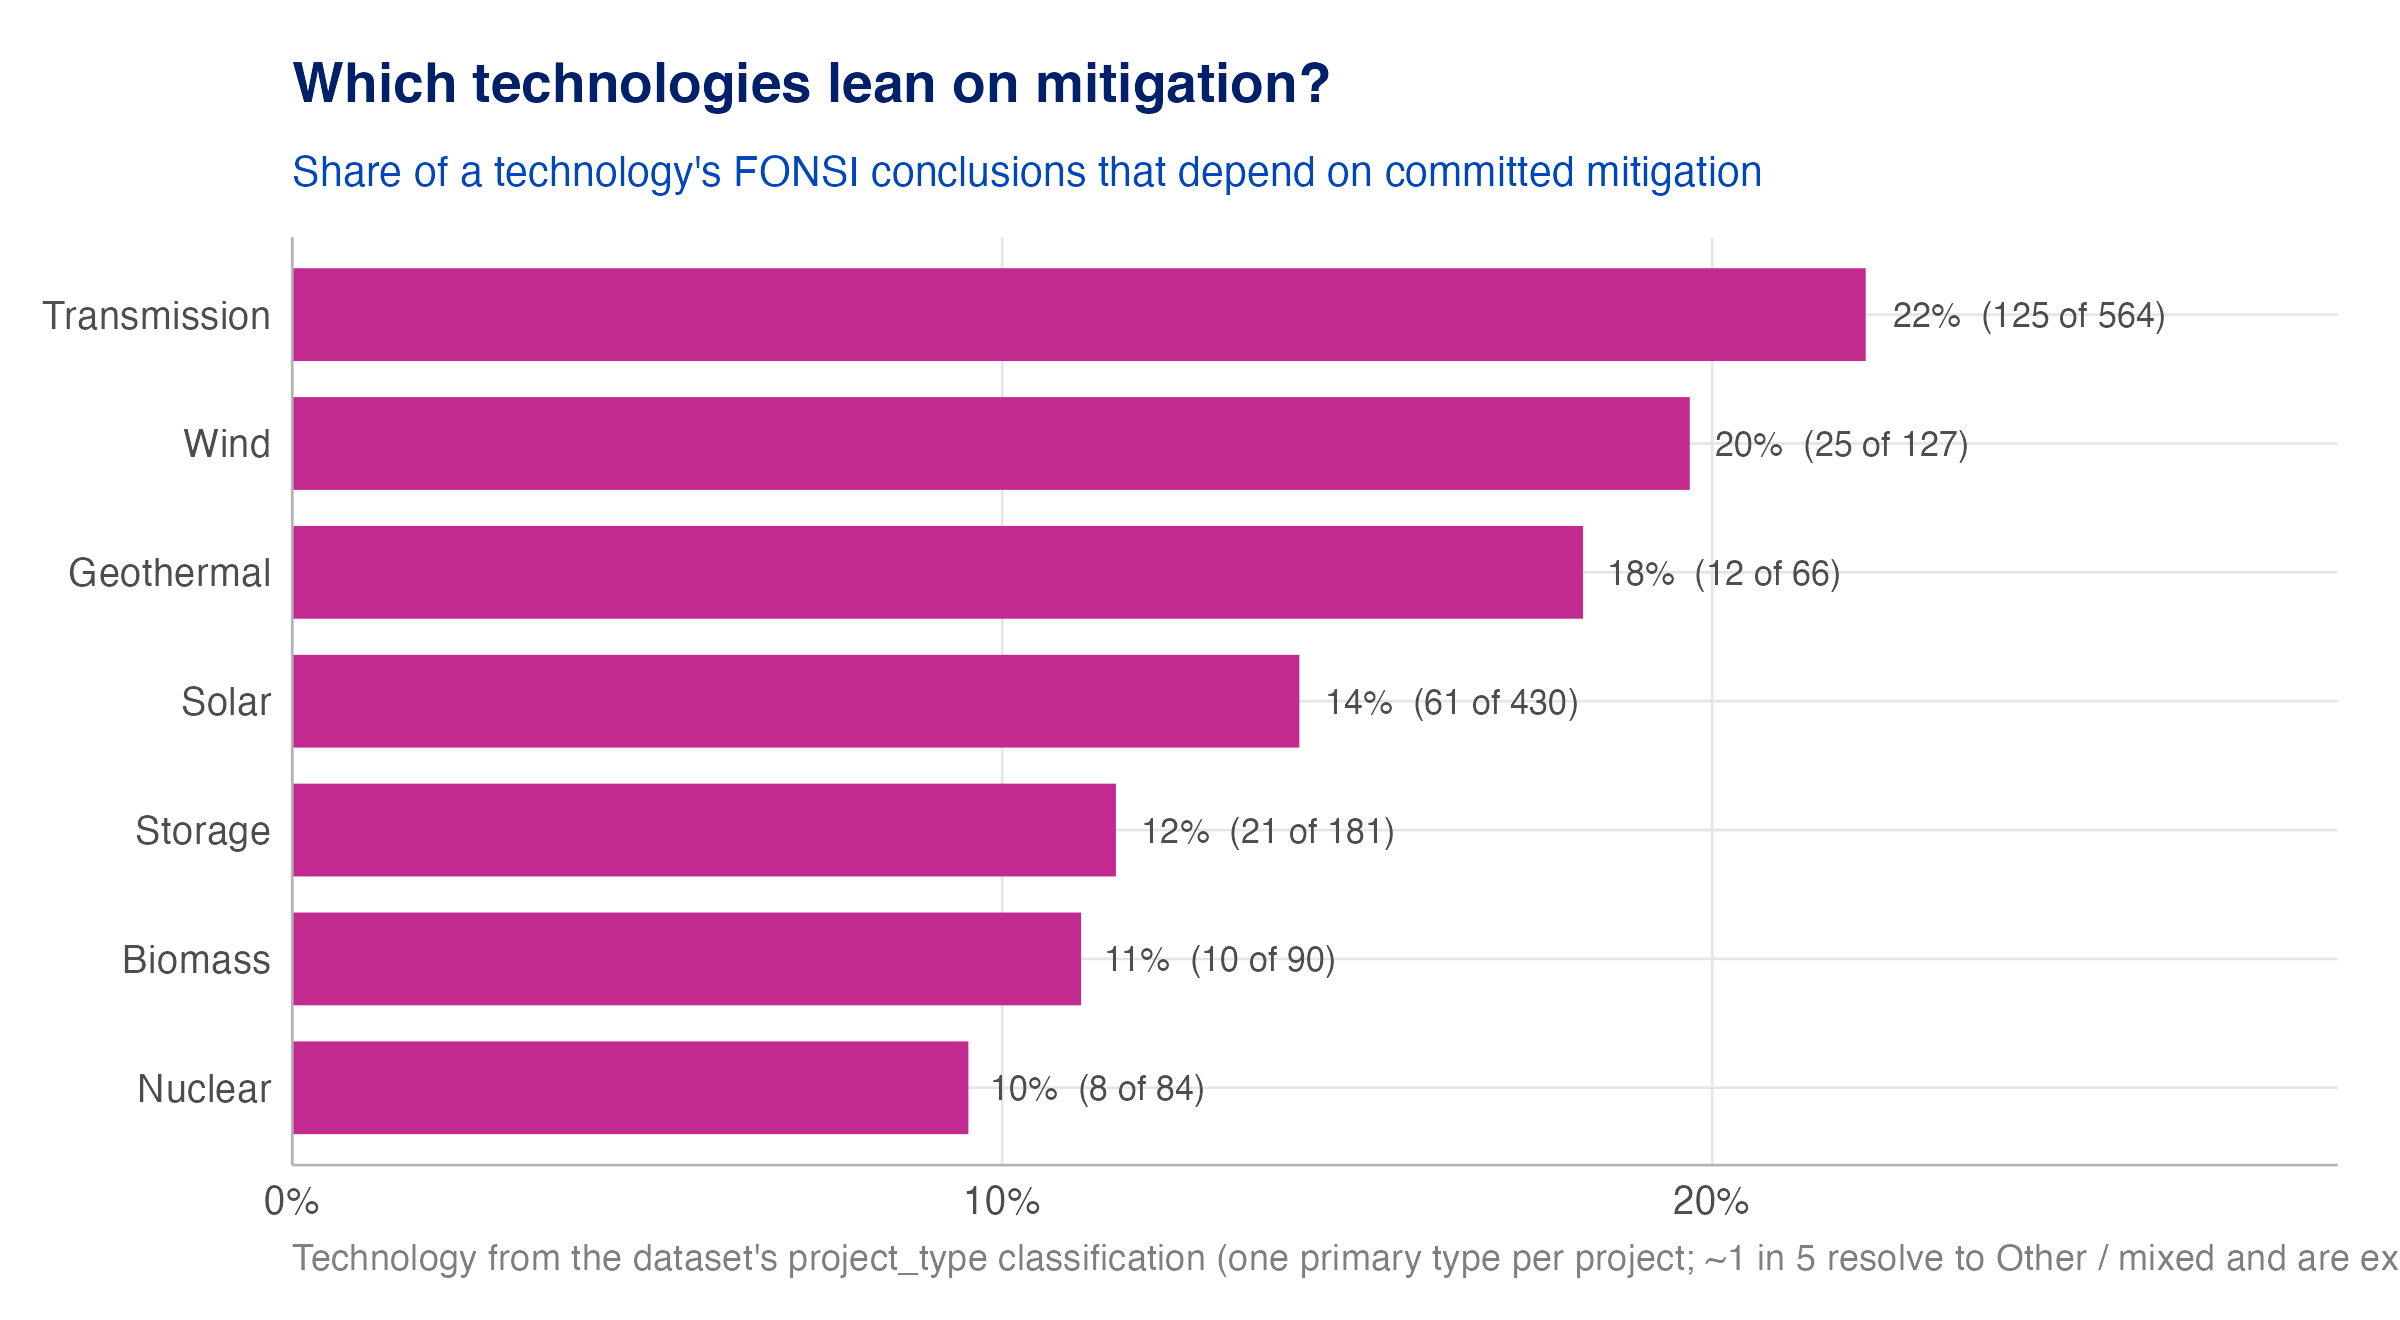 Which technologies lean on mitigation?
Share of a technology's FONSI conclusions that depend on committed mitigation
Transmission 22% (125 of 564)
Wind 20% (25 of 127)
Geothermal 18% (12 of 66)
Solar 14% (61 of 430)
Storage 12% (21 of 181)
Biomass 11% (10 of 90)
Nuclear 10% (8 of 84)
0% 10% 20%
Technology from the dataset's project_type classification (one primary type per project; ~1 in 5 resolve to Other / mixed and are ex